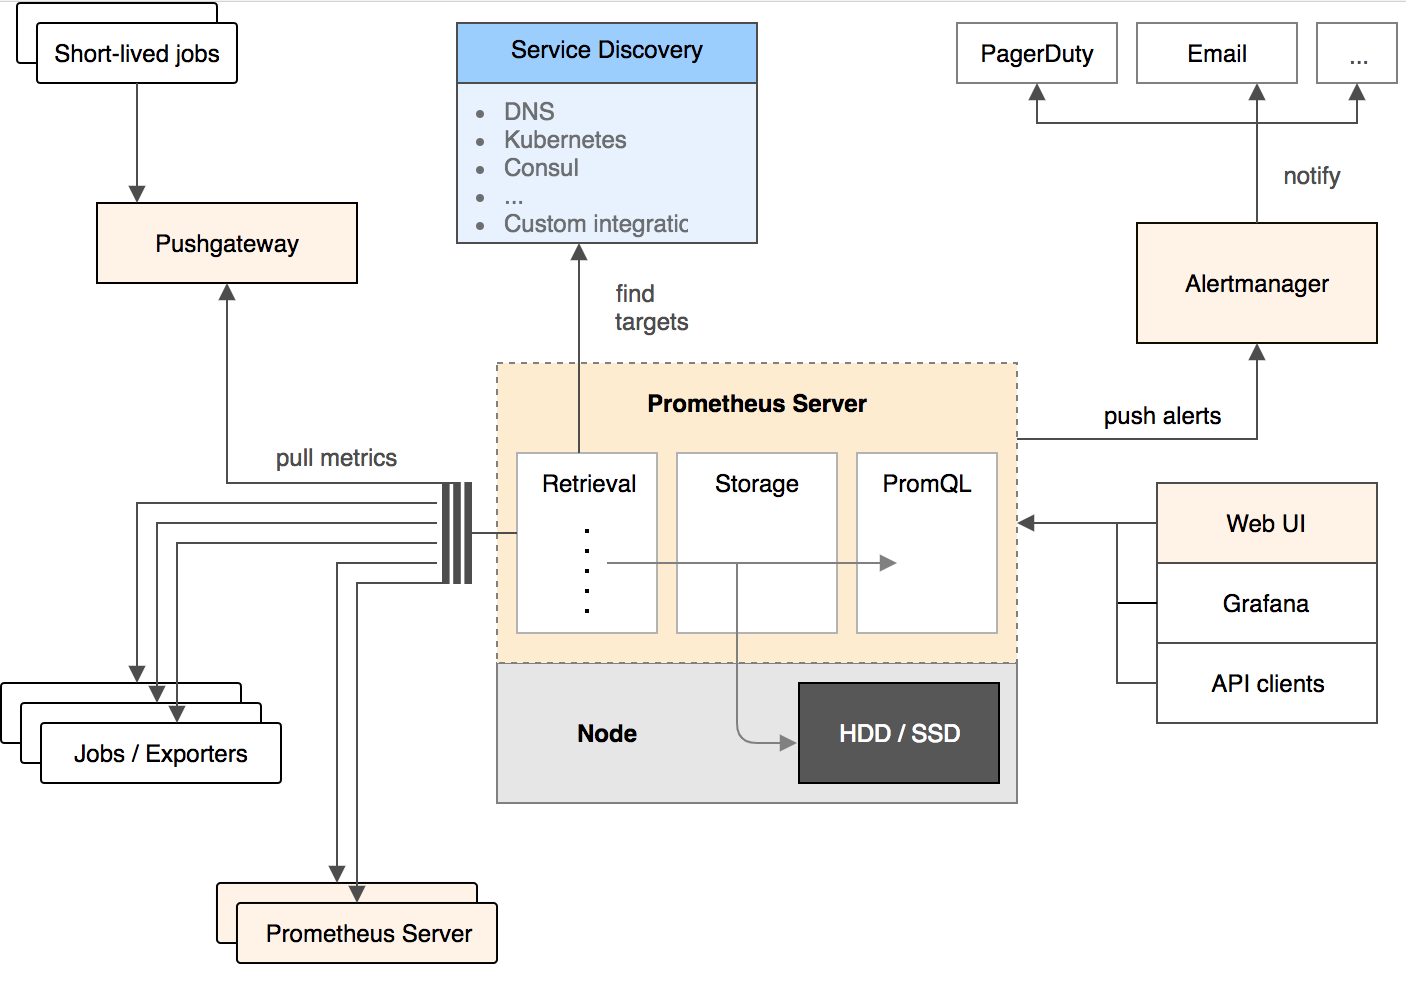 Short-lived jobs
Service Discovery
DNS
Kubernetes
Consul
...
Custom integratic
PagerDuty
Email
...
notify
Pushgateway
Alertmanager
find
targets
Prometheus Server
push alerts
pull metrics
Retrieval
Storage
PromQL
Web UI
Grafana
API clients
Node
HDD / SSD
Jobs / Exporters
Prometheus Server